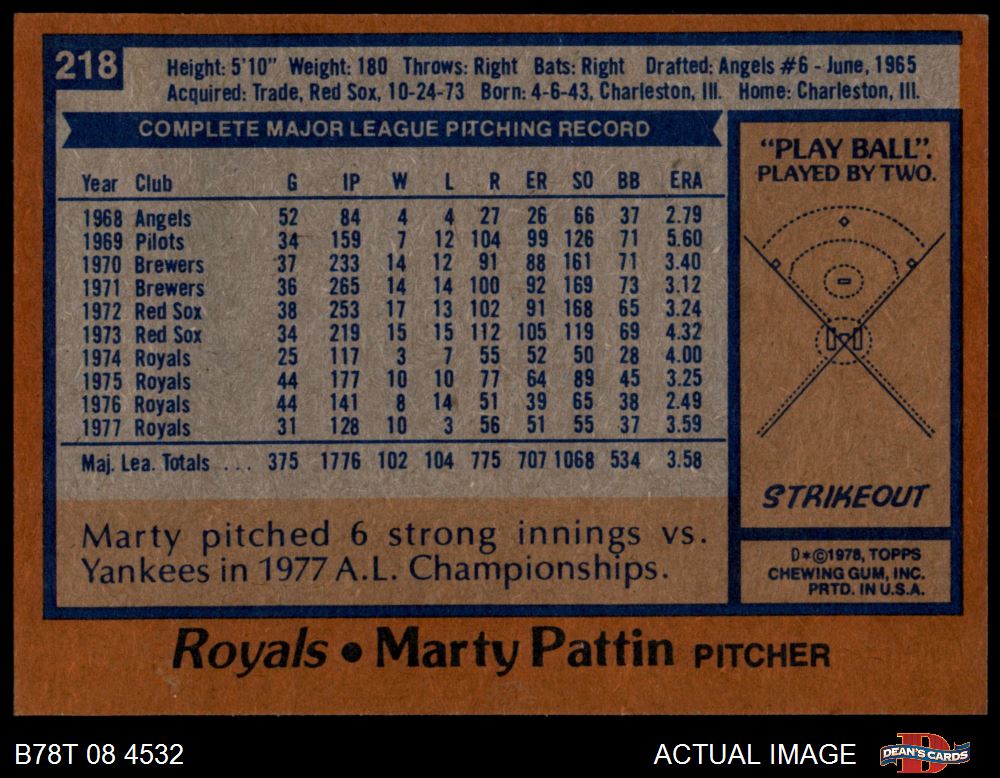 218
Height: 5'10" Weight: 180 Throws: Right Bats: Right Drafted: Angels #6 - June, 1965
Acquired: Trade, Red Sox, 10-24-73 Born: 4-6-43, Charleston, Ill. Home: Charleston, Ill.
COMPLETE MAJOR LEAGUE PITCHING RECORD
Year Club G IP W L R ER SO BB ERA
1968 Angels 52 84 4 4 27 26 66 37 2.79
1969 Pilots 34 159 7 12 104 99 126 71 5.60
1970 Brewers 37 233 14 12 91 88 161 71 3.40
1971 Brewers 36 265 14 14 100 92 169 73 3.12
1972 Red Sox 38 253 17 13 102 91 168 65 3.24
1973 Red Sox 34 219 15 15 112 105 119 69 4.32
1974 Royals 25 117 3 7 55 52 50 28 4.00
1975 Royals 44 177 10 10 77 64 89 45 3.25
1976 Royals 44 141 8 14 51 39 65 38 2.49
1977 Royals 31 128 10 3 56 51 55 37 3.59
Maj. Lea. Totals ... 375 1776 102 104 775 707 1068 534 3.58
Marty pitched 6 strong innings vs.
Yankees in 1977 A.L. Championships.
"PLAY BALL".
PLAYED BY TWO.
STRIKEOUT
D*©1978, TOPPS
CHEWING GUM, INC.
PRTD. IN U.S.A.
Royals • Marty Pattin PITCHER
B78T 08 4532
ACTUAL IMAGE
DEAN'S CARDS